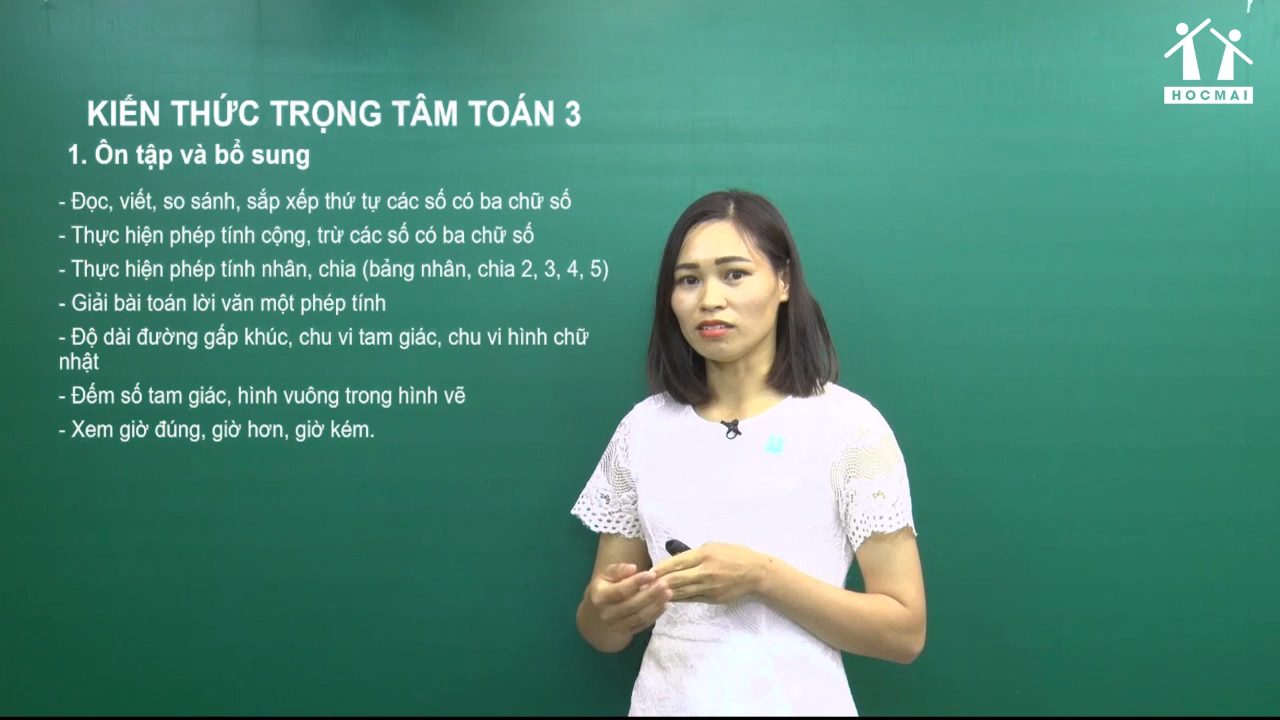 HOCMAI
KIẾN THỨC TRỌNG TÂM TOÁN 3
1. Ôn tập và bổ sung
- Đọc, viết, so sánh, sắp xếp thứ tự các số có ba chữ số
- Thực hiện phép tính cộng, trừ các số có ba chữ số
- Thực hiện phép tính nhân, chia (bảng nhân, chia 2, 3, 4, 5)
- Giải bài toán lời văn một phép tính
- Độ dài đường gấp khúc, chu vi tam giác, chu vi hình chữ
nhật
- Đếm số tam giác, hình vuông trong hình vẽ
- Xem giờ đúng, giờ hơn, giờ kém.